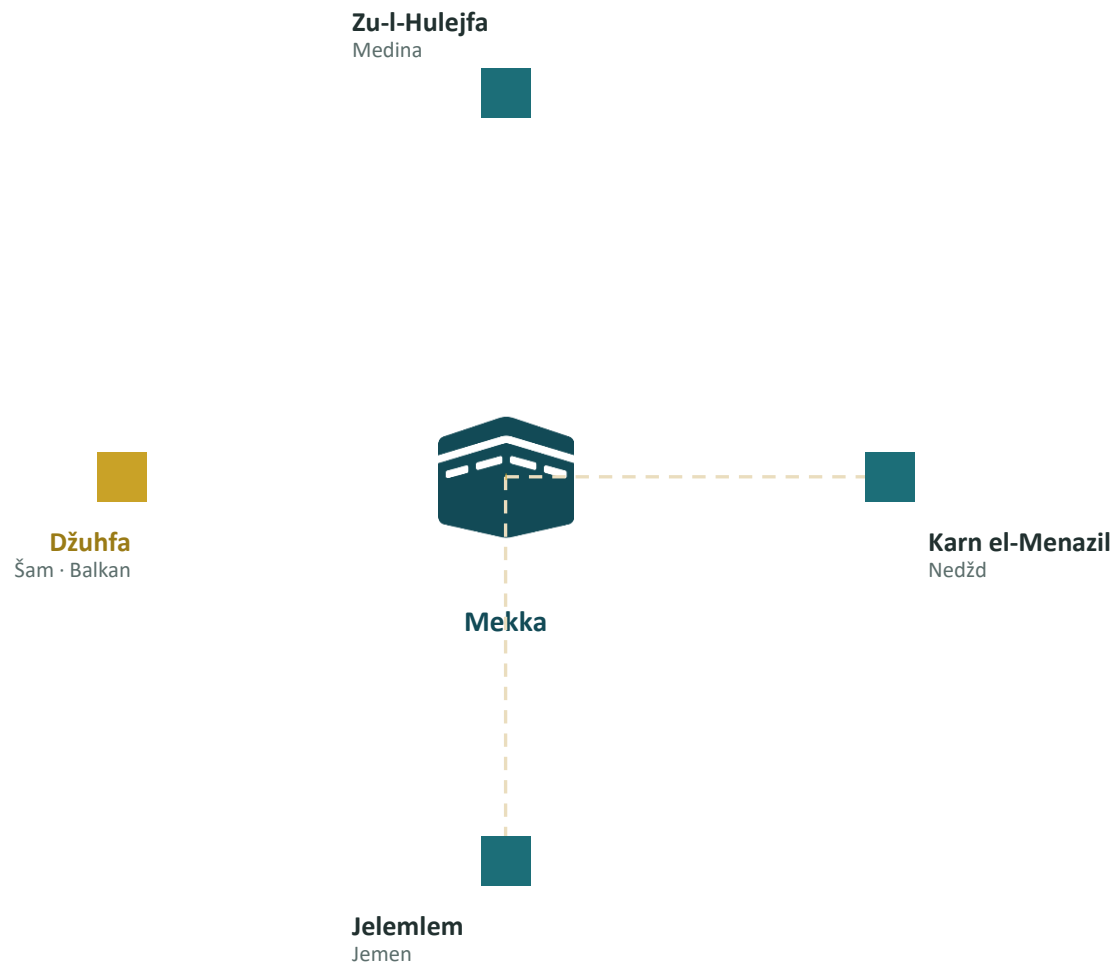 Zu-l-Hulejfa
Medina
Džuhfa
Šam · Balkan
Karn el-Menazil
Nedžd
Mekka
Jelemlem
Jemen